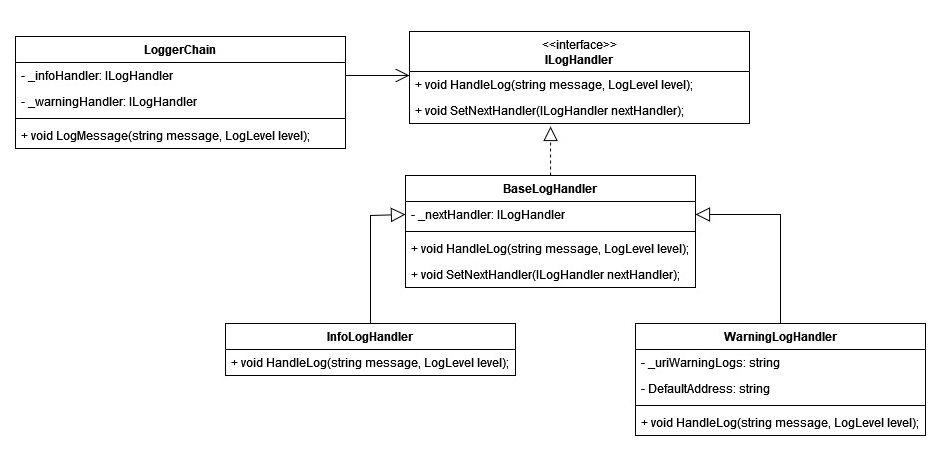 LoggerChain
- _infoHandler: ILogHandler
- _warningHandler: ILogHandler
+ void LogMessage(string message, LogLevel level);
<<interface>>
ILogHandler
+ void HandleLog(string message, LogLevel level);
+ void SetNextHandler(ILogHandler nextHandler);
BaseLogHandler
- _nextHandler: ILogHandler
+ void HandleLog(string message, LogLevel level);
+ void SetNextHandler(ILogHandler nextHandler);
InfoLogHandler
+ void HandleLog(string message, LogLevel level);
WarningLogHandler
- _uriWarningLogs: string
- DefaultAddress: string
+ void HandleLog(string message, LogLevel level);